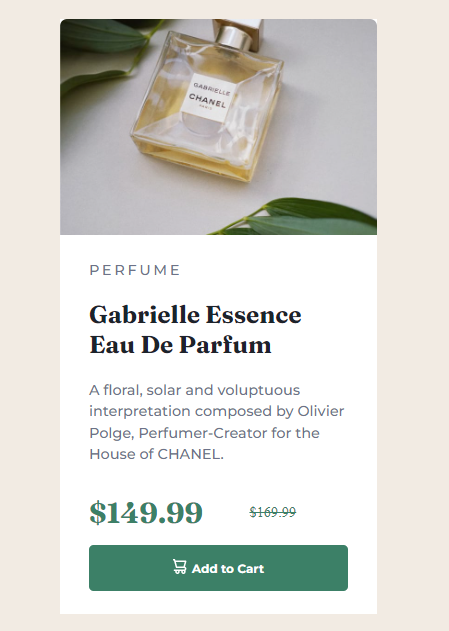 GABRIELLE
CHANEL
PARIS
PERFUME
Gabrielle Essence
Eau De Parfum
A floral, solar and voluptuous
interpretation composed by Olivier
Polge, Perfumer-Creator for the
House of CHANEL.
$149.99 $169.99
Add to Cart